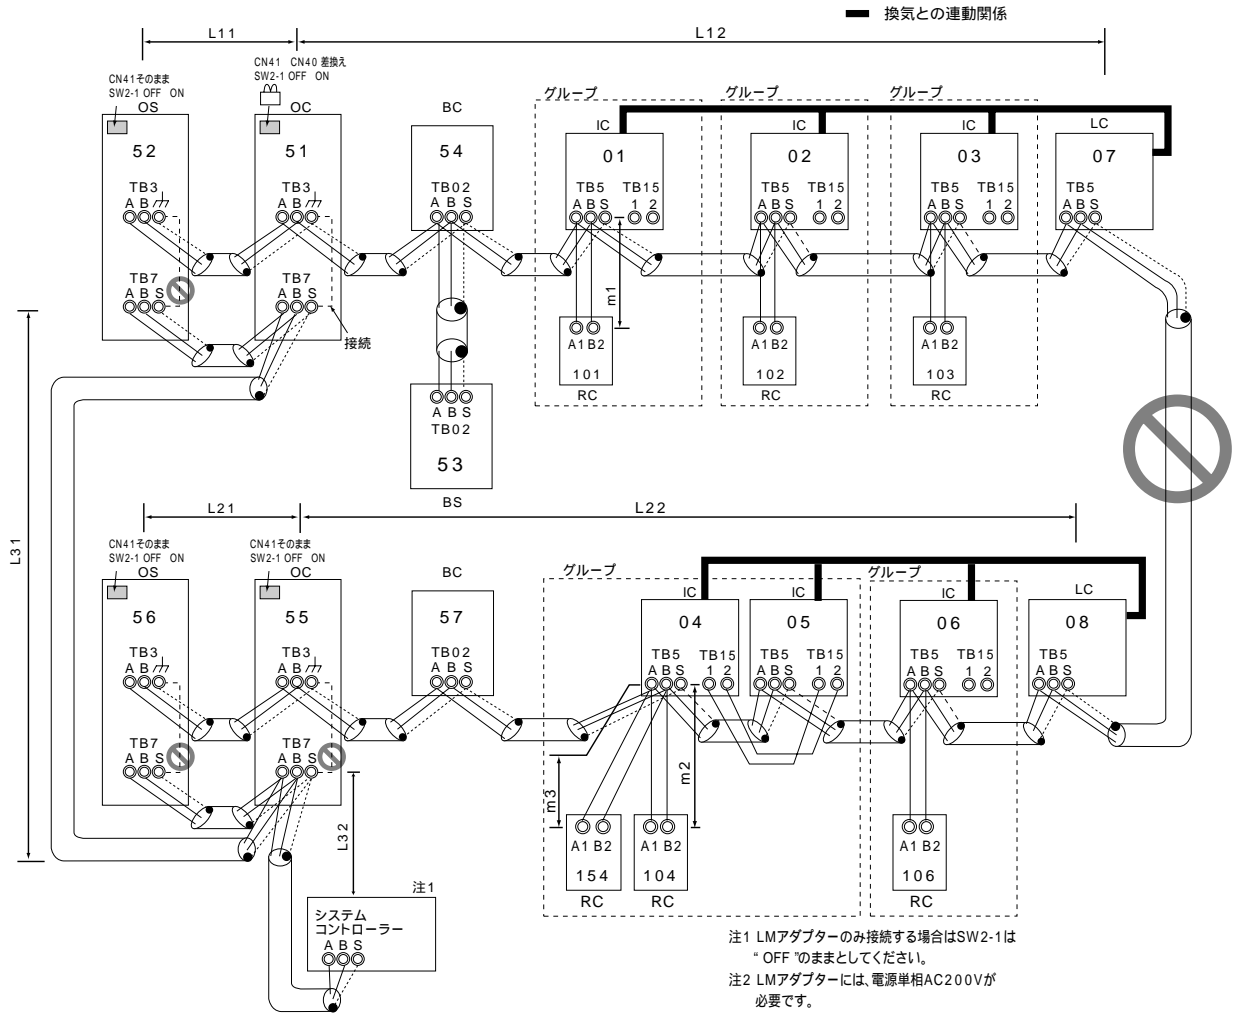 換気との連動関係
L11
L12
CN41そのまま
SW2-1 OFF ON
CN41 CN40 差換え
SW2-1 OFF ON
OS
OC
BC
グループ
グループ
グループ
IC
IC
IC
LC
52
51
54
01
02
03
07
TB3
TB3
TB02
TB5 TB15
TB5 TB15
TB5 TB15
TB5
A B
A B
A B S
A B S 1 2
A B S 1 2
A B S 1 2
A B S
TB7
TB7
A B S
A B S
接続
m1
A1 B2
A1 B2
A1 B2
101
102
103
RC
RC
RC
A B S
TB02
53
BS
L31
L21
L22
CN41そのまま
SW2-1 OFF ON
CN41そのまま
SW2-1 OFF ON
OS
OC
BC
グループ
グループ
IC
IC
IC
LC
56
55
57
04
05
06
08
TB3
TB3
TB02
TB5 TB15
TB5 TB15
TB5 TB15
TB5
A B
A B
A B S
A B S 1 2
A B S 1 2
A B S 1 2
A B S
TB7
TB7
A B S
A B S
m3
m2
L32
A1 B2
A1 B2
A1 B2
154
104
106
RC
RC
RC
注1
システム
コントローラー
A B S
注1 LMアダプターのみ接続する場合はSW2-1は
“ OFF ”のままとしてください。
注2 LMアダプターには、電源単相AC200Vが
必要です。